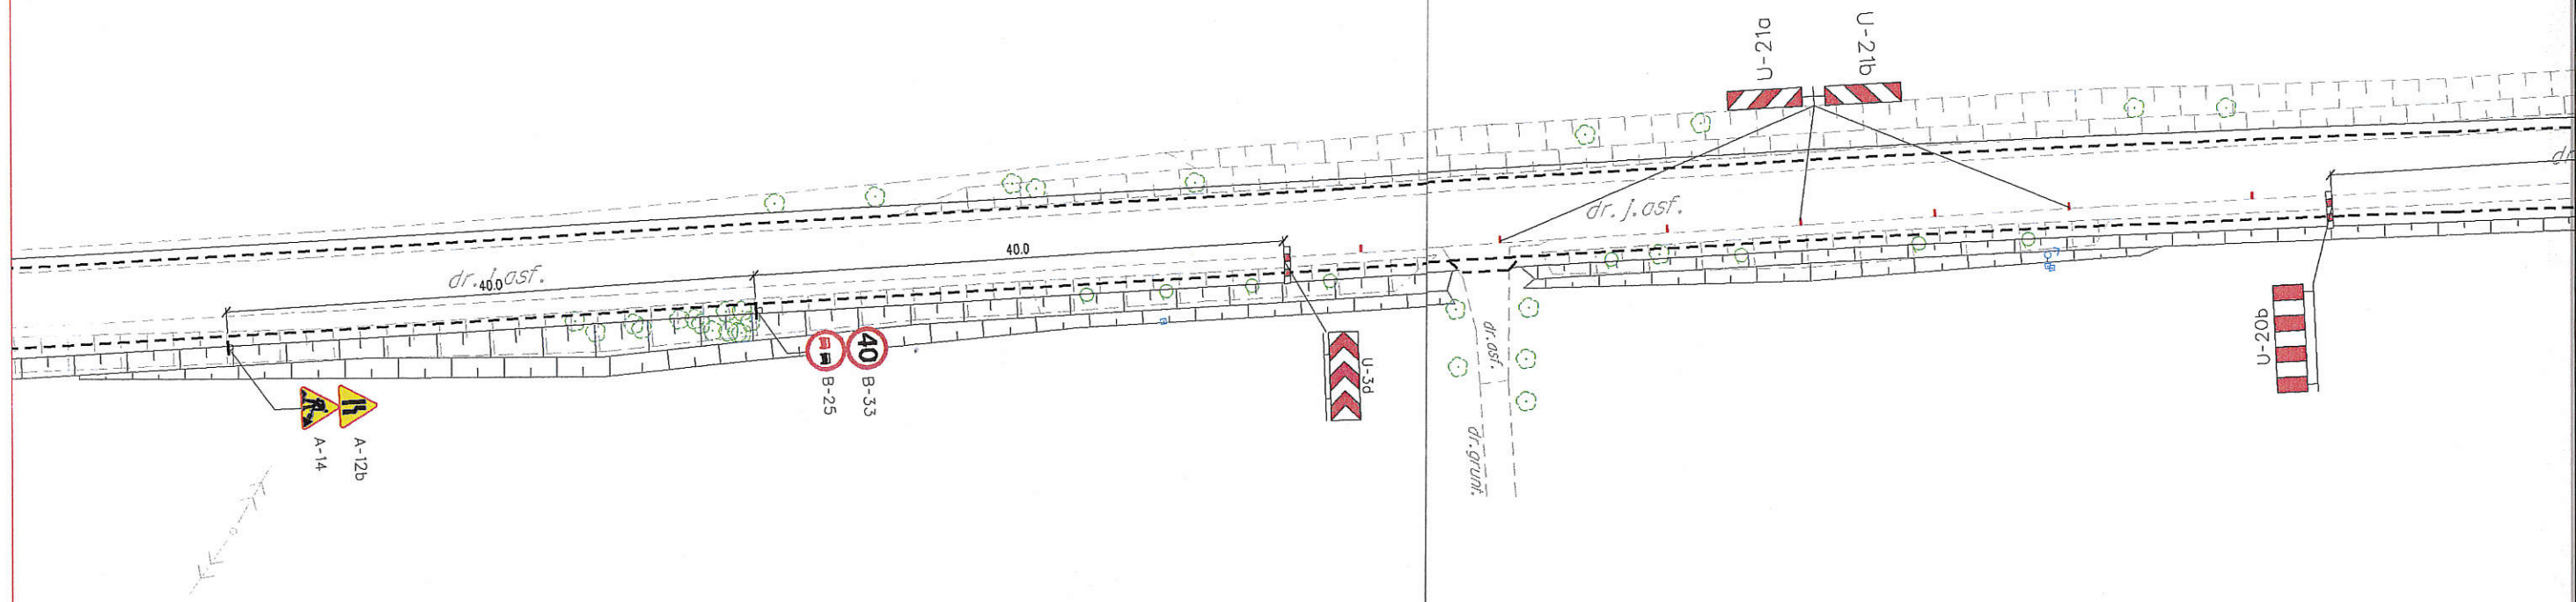 U-21a
U-21b
dr. j.asf.
40.0
dr. j.asf.
40.0
dr
40
B-25
B-33
U-3d
U-20b
dr.asf.
dr.grunt.
A-14
A-12b